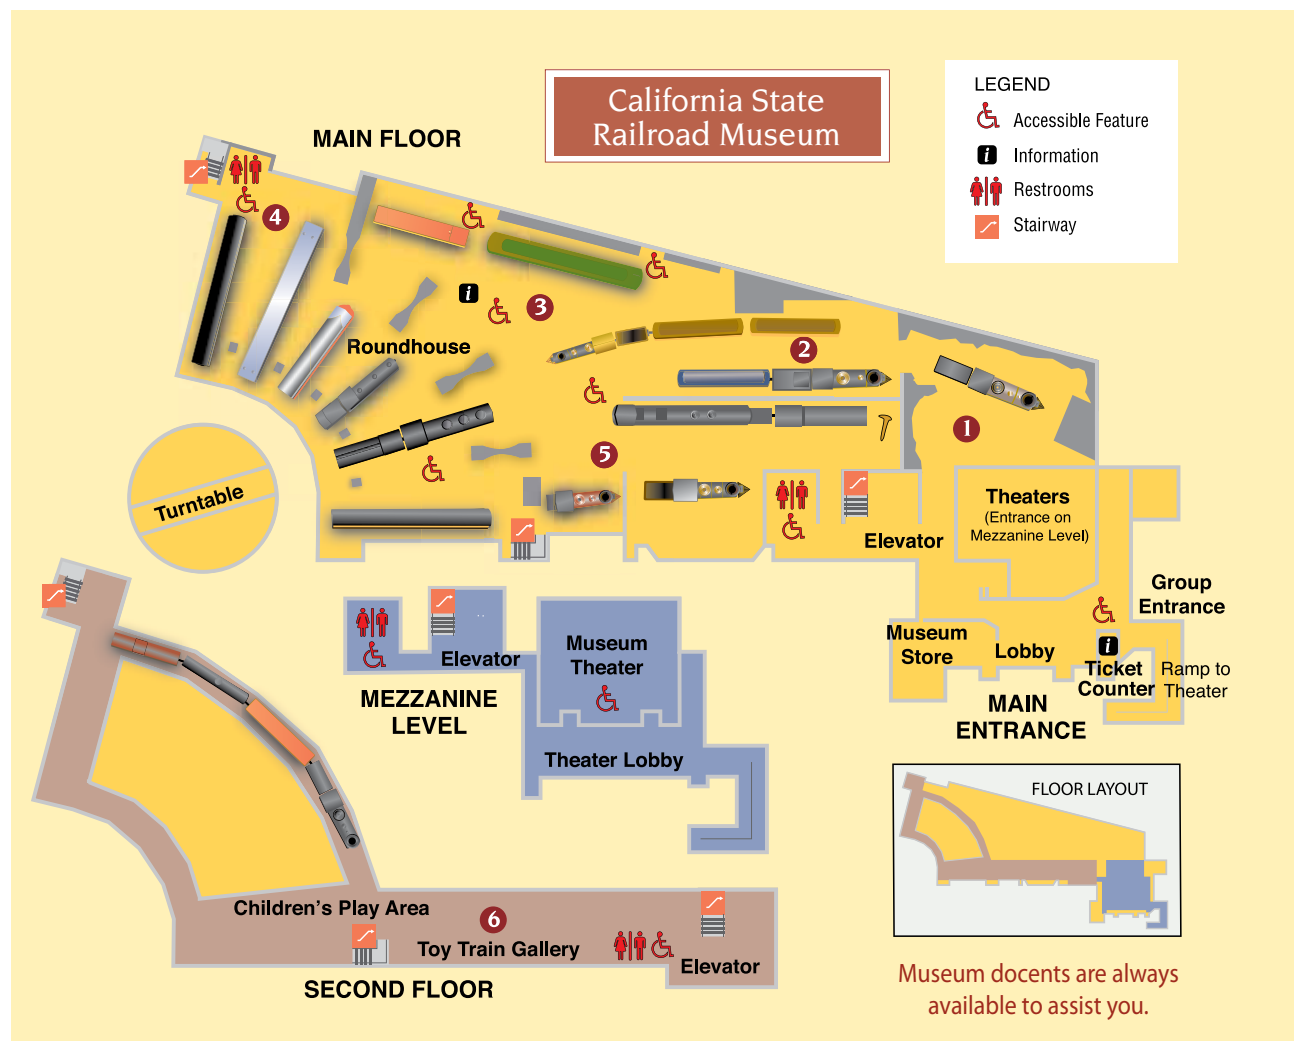 California State
Railroad Museum
LEGEND
Accessible Feature
i Information
Restrooms
Stairway
MAIN FLOOR
4
i
3
Roundhouse
2
1
5
Turntable
Theaters
(Entrance on
Mezzanine Level)
Elevator
Group
Entrance
Museum
Store
Lobby
i
Ticket
Counter
Ramp to
Theater
MAIN
ENTRANCE
Elevator
Museum
Theater
MEZZANINE
LEVEL
Theater Lobby
FLOOR LAYOUT
Children's Play Area
6
Toy Train Gallery
Elevator
SECOND FLOOR
Museum docents are always
available to assist you.